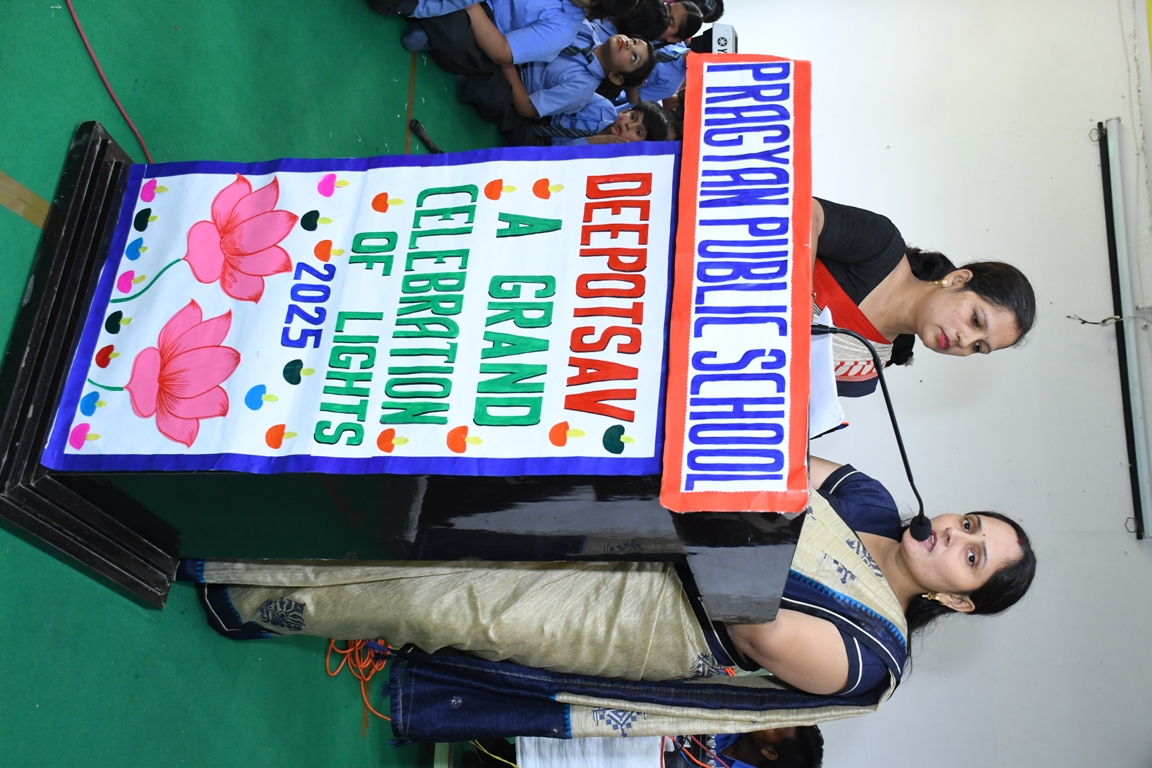 PRAGYAN PUBLIC SCHOOL
DEEPOTSAV
A GRAND
CELEBRATION
OF LIGHTS
2025